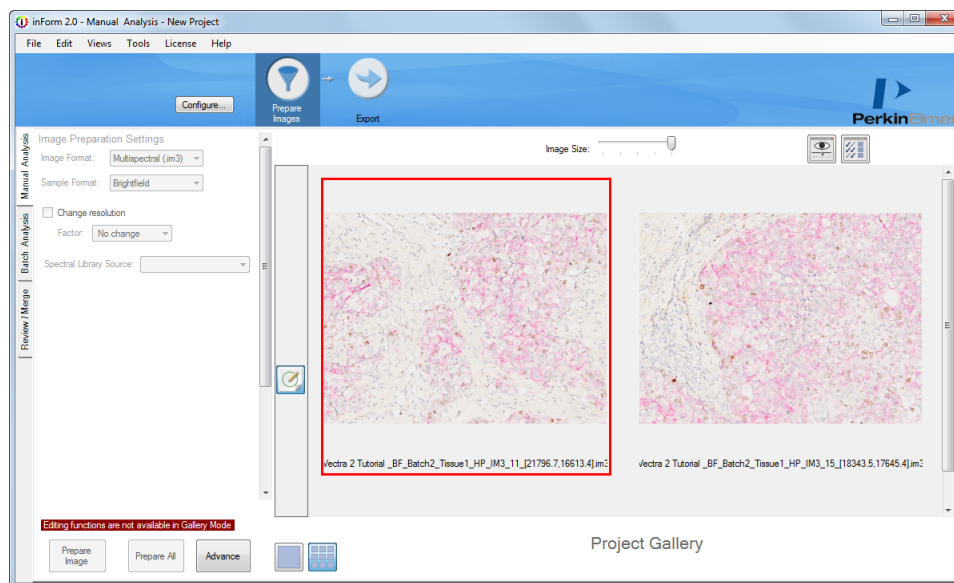 inForm 2.0 - Manual Analysis - New Project
File Edit Views Tools License Help
Configure...
Prepare
Images
Export
PerkinElmer
Manual Analysis
Batch Analysis
Review / Merge
Image Preparation Settings
Image Format: Multispectral (.im3)
Sample Format: Brightfield
Change resolution
Factor: No change
Spectral Library Source:
Image Size:
Vectra 2 Tutorial _BF_Batch2_Tissue1_HP_IM3_11_[21796.7,16613.4].im3
Vectra 2 Tutorial _BF_Batch2_Tissue1_HP_IM3_15_[18343.5,17645.4].im3
Editing functions are not available in Gallery Mode
Prepare
Image
Prepare All
Advance
Project Gallery